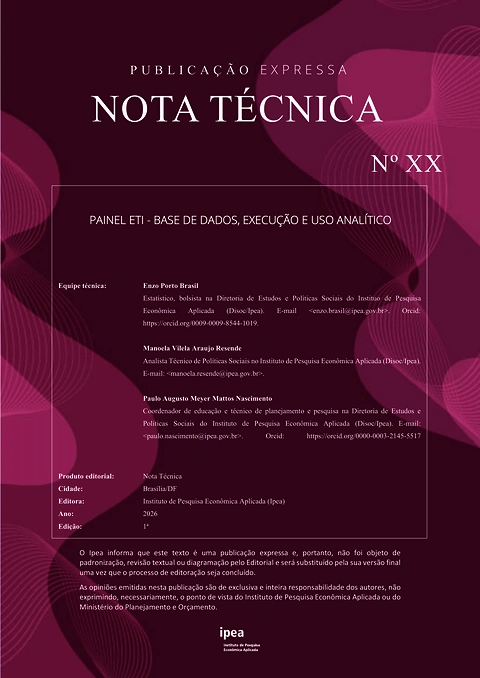 PUBLICAÇÃO EXPRESSA
NOTA TÉCNICA
Nº XX
PAINEL ETI - BASE DE DADOS, EXECUÇÃO E USO ANALÍTICO
Equipe técnica: Enzo Porto Brasil
Estatístico, bolsista na Diretoria de Estudos e Políticas Sociais do Instituo de Pesquisa
Econômica Aplicada (Disoc/Ipea). E-mail <enzo.brasil@ipea.gov.br>. Orcid:
https://orcid.org/0009-0009-8544-1019.
Manoela Vilela Araujo Resende
Analista Técnico de Políticas Sociais no Instituto de Pesquisa Econômica Aplicada (Disoc/Ipea).
E-mail: <manoela.resende@ipea.gov.br>.
Paulo Augusto Meyer Mattos Nascimento
Coordenador de educação e técnico de planejamento e pesquisa na Diretoria de Estudos e
Políticas Sociais do Instituto de Pesquisa Econômica Aplicada (Disoc/Ipea). E-mail:
<paulo.nascimento@ipea.gov.br>. Orcid: https://orcid.org/0000-0003-2145-5517
Produto editorial: Nota Técnica
Cidade: Brasília/DF
Editora: Instituto de Pesquisa Econômica Aplicada (Ipea)
Ano: 2026
Edição: 1ª
O Ipea informa que este texto é uma publicação expressa e, portanto, não foi objeto de
padronização, revisão textual ou diagramação pelo Editorial e será substituído pela sua versão final
uma vez que o processo de editoração seja concluído.
As opiniões emitidas nesta publicação são de exclusiva e inteira responsabilidade dos autores, não
exprimindo, necessariamente, o ponto de vista do Instituto de Pesquisa Econômica Aplicada ou do
Ministério do Planejamento e Orçamento.
ipea
Instituto de Pesquisa
Econômica Aplicada